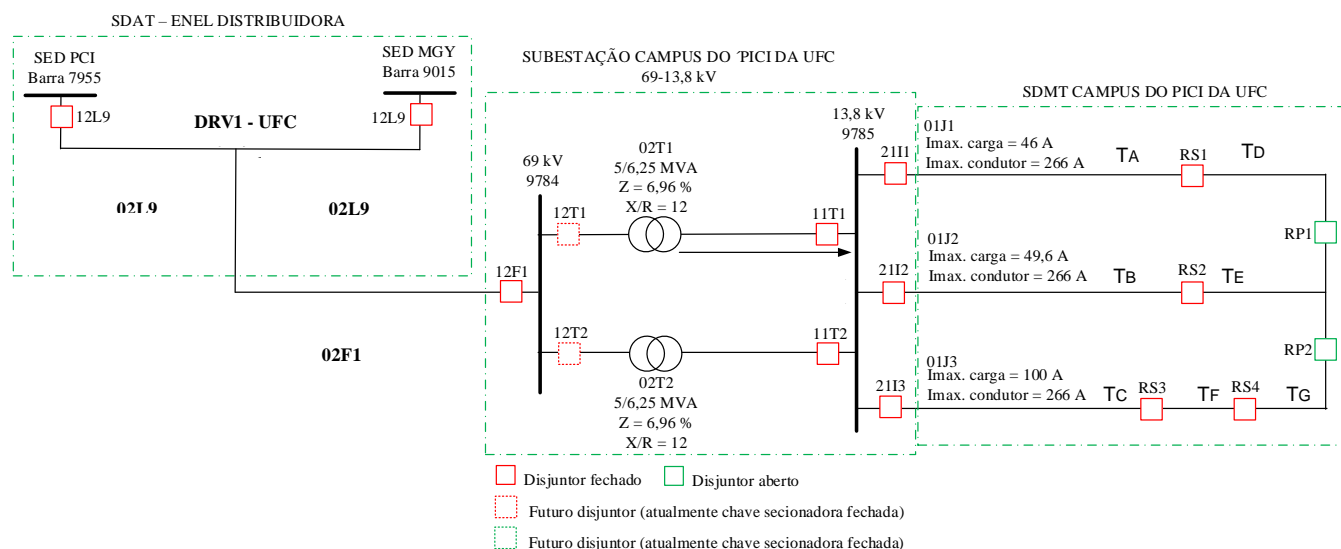 SDAT – ENEL DISTRIBUIDORA
SED PCI
Barra 7955
12L9
DRV1 - UFC
SED MGY
Barra 9015
12L9
02L9
02L9
02F1
SUBESTAÇÃO CAMPUS DO ´PICI DA UFC
69-13,8 kV
69 kV
9784
12F1
12T1
02T1
5/6,25 MVA
Z = 6,96 %
X/R = 12
11T1
12T2
02T2
5/6,25 MVA
Z = 6,96 %
X/R = 12
11T2
13,8 kV
9785
21I1
21I2
21I3
SDMT CAMPUS DO PICI DA UFC
01J1
Imax. carga = 46 A
Imax. condutor = 266 A
TA
RS1
TD
RP1
01J2
Imax. carga = 49,6 A
Imax. condutor = 266 A
TB
RS2
TE
RP2
01J3
Imax. carga = 100 A
Imax. condutor = 266 A
TC
RS3
TF
RS4
TG
Disjuntor fechado
Disjuntor aberto
Futuro disjuntor (atualmente chave secionadora fechada)
Futuro disjuntor (atualmente chave secionadora fechada)